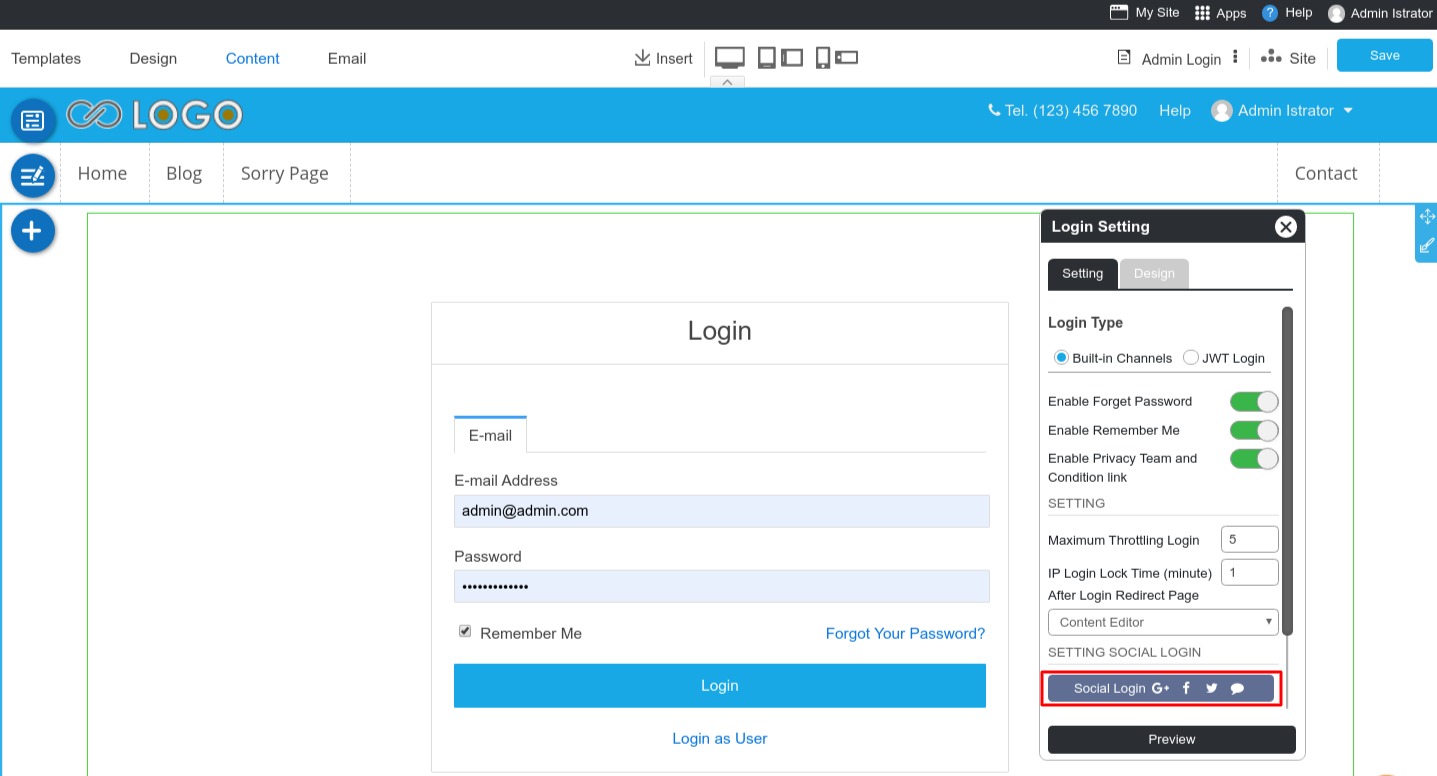 My Site Apps ? Help Admin Istrator
Templates Design Content Email Insert Admin Login Site Save
LOGO Tel. (123) 456 7890 Help Admin Istrator
Home Blog Sorry Page Contact
Login
E-mail
E-mail Address
admin@admin.com
Password
•••••••••••••
Remember Me Forgot Your Password?
Login
Login as User
Login Setting
Setting Design
Login Type
Built-in Channels JWT Login
Enable Forget Password
Enable Remember Me
Enable Privacy Team and
Condition link
SETTING
Maximum Throttling Login 5
IP Login Lock Time (minute) 1
After Login Redirect Page
Content Editor
SETTING SOCIAL LOGIN
Social Login G+ f
Preview